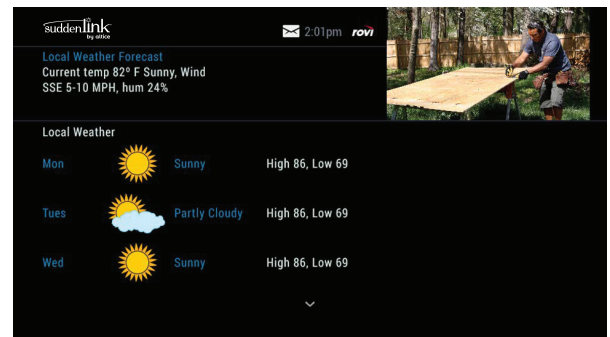 suddenlink
by altice
2:01pm rovi
Local Weather Forecast
Current temp 82º F Sunny, Wind
SSE 5-10 MPH, hum 24%
Local Weather
Mon Sunny High 86, Low 69
Tues Partly Cloudy High 86, Low 69
Wed Sunny High 86, Low 69